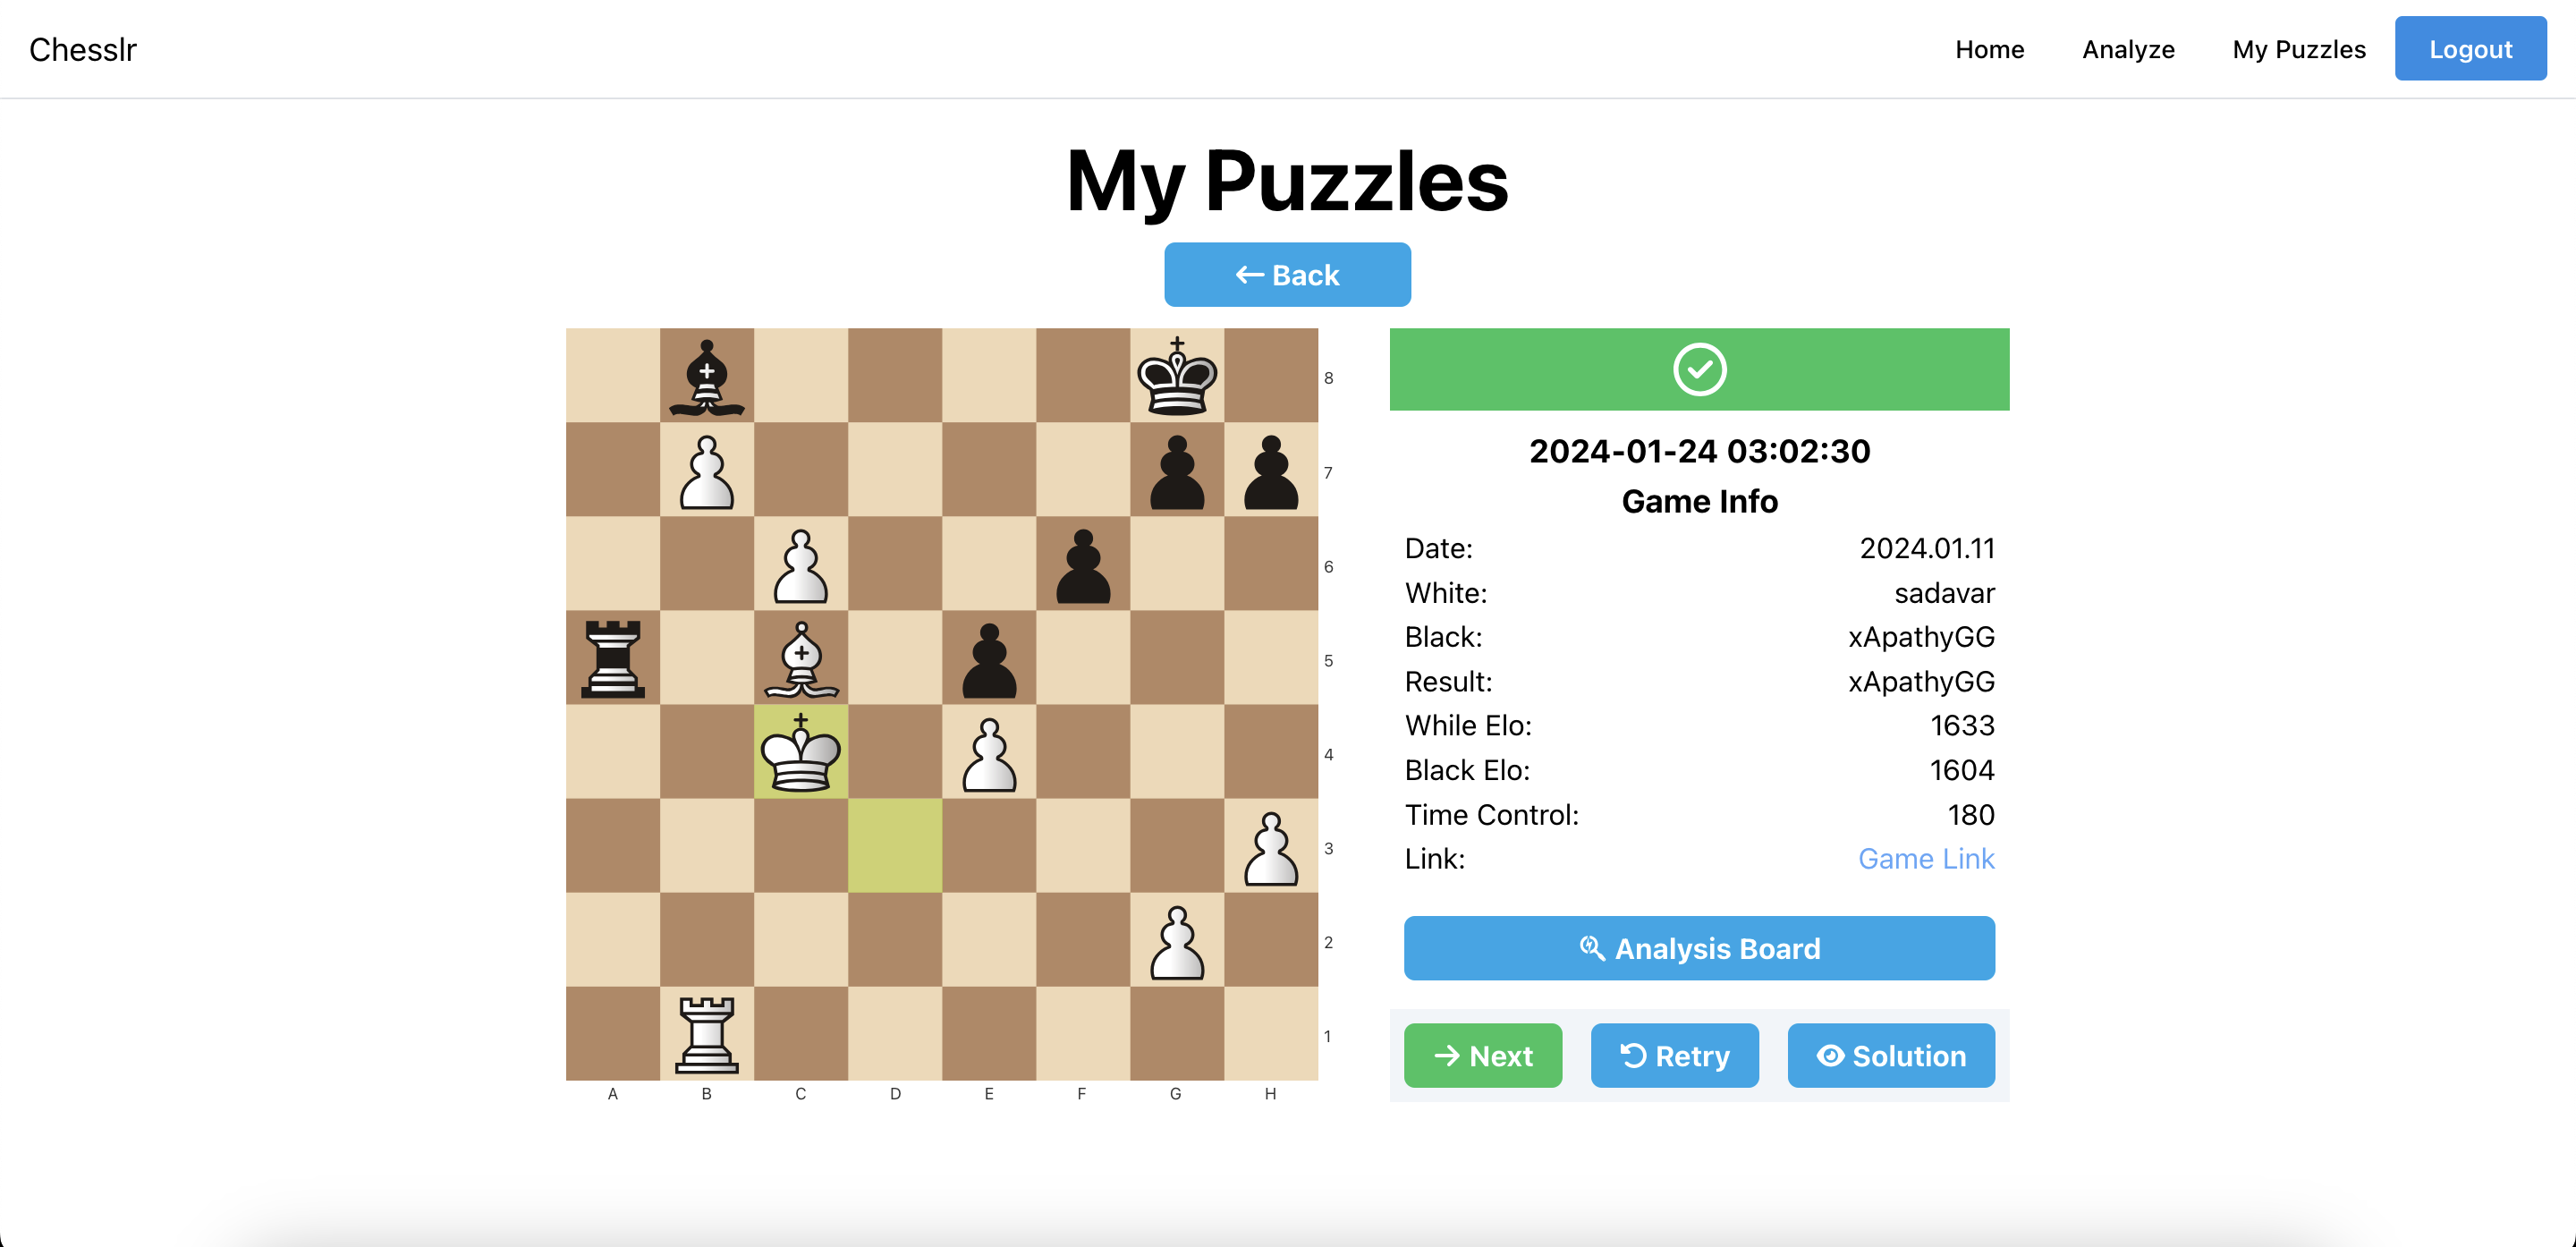 Chesslr
Home Analyze My Puzzles Logout
My Puzzles
Back
8
7
6
5
4
3
2
1
A B C D E F G H
2024-01-24 03:02:30
Game Info
Date: 2024.01.11
White: sadavar
Black: xApathyGG
Result: xApathyGG
While Elo: 1633
Black Elo: 1604
Time Control: 180
Link: Game Link
Analysis Board
Next Retry Solution